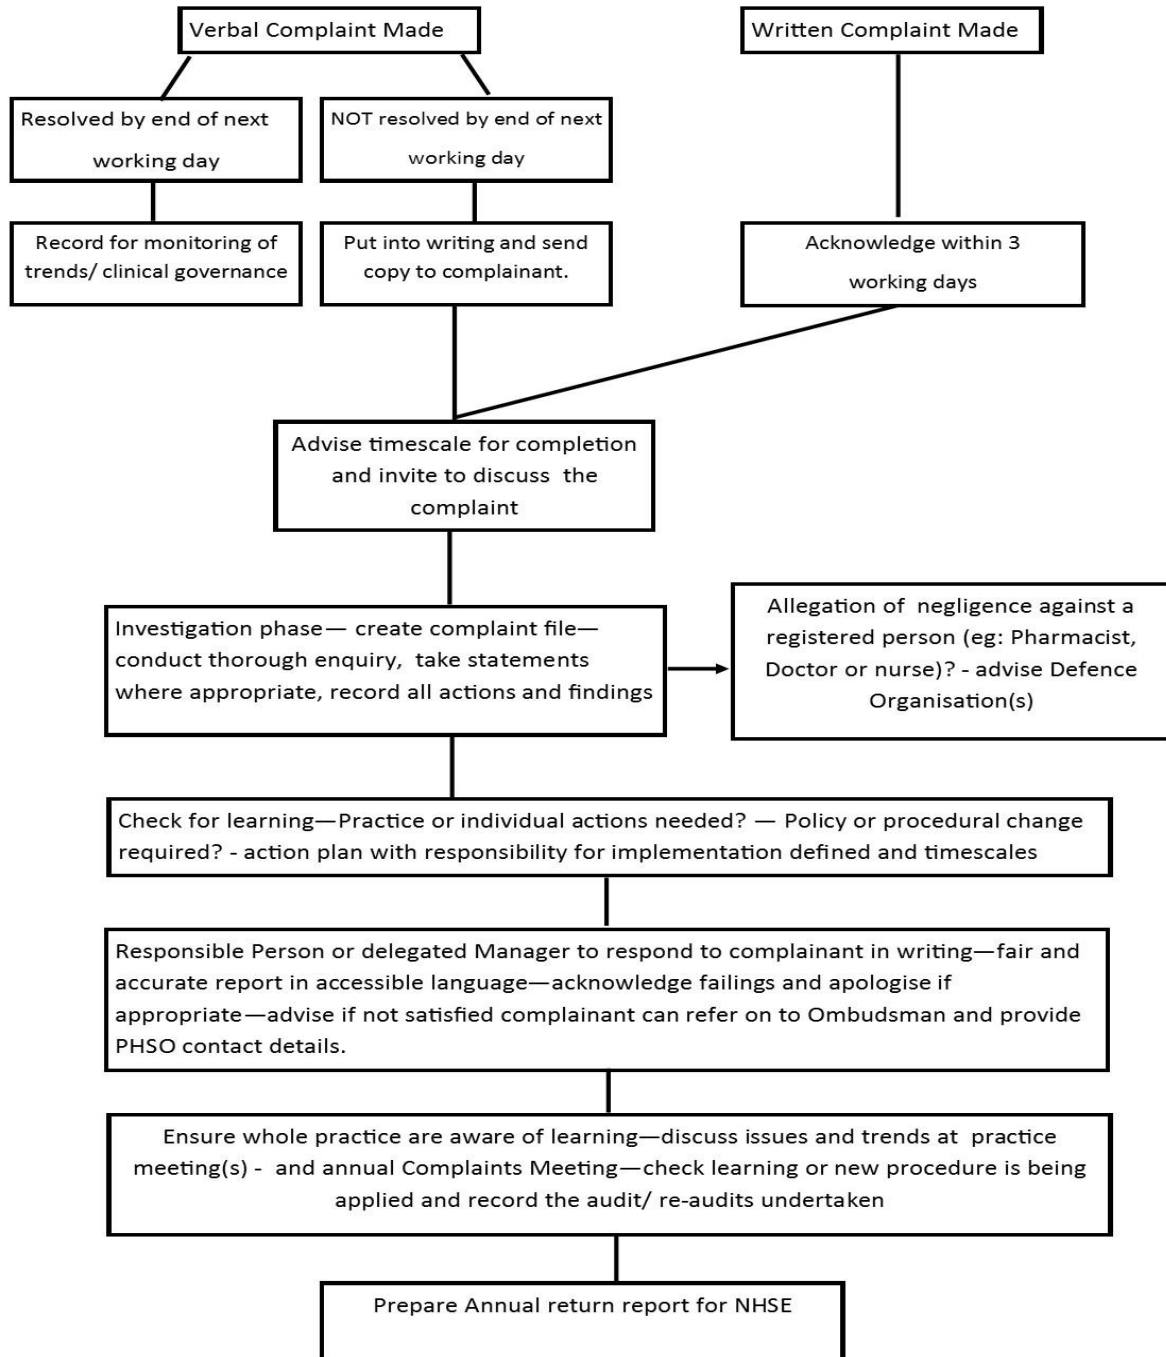 Verbal Complaint Made
Written Complaint Made
Resolved by end of next
working day
NOT resolved by end of next
working day
Record for monitoring of
trends/ clinical governance
Put into writing and send
copy to complainant.
Acknowledge within 3
working days
Advise timescale for completion
and invite to discuss the
complaint
Investigation phase— create complaint file—
conduct thorough enquiry, take statements
where appropriate, record all actions and findings
Allegation of negligence against a
registered person (eg: Pharmacist,
Doctor or nurse)? - advise Defence
Organisation(s)
Check for learning—Practice or individual actions needed? — Policy or procedural change
required? - action plan with responsibility for implementation defined and timescales
Responsible Person or delegated Manager to respond to complainant in writing—fair and
accurate report in accessible language—acknowledge failings and apologise if
appropriate—advise if not satisfied complainant can refer on to Ombudsman and provide
PHSO contact details.
Ensure whole practice are aware of learning—discuss issues and trends at practice
meeting(s) - and annual Complaints Meeting—check learning or new procedure is being
applied and record the audit/ re-audits undertaken
Prepare Annual return report for NHSE